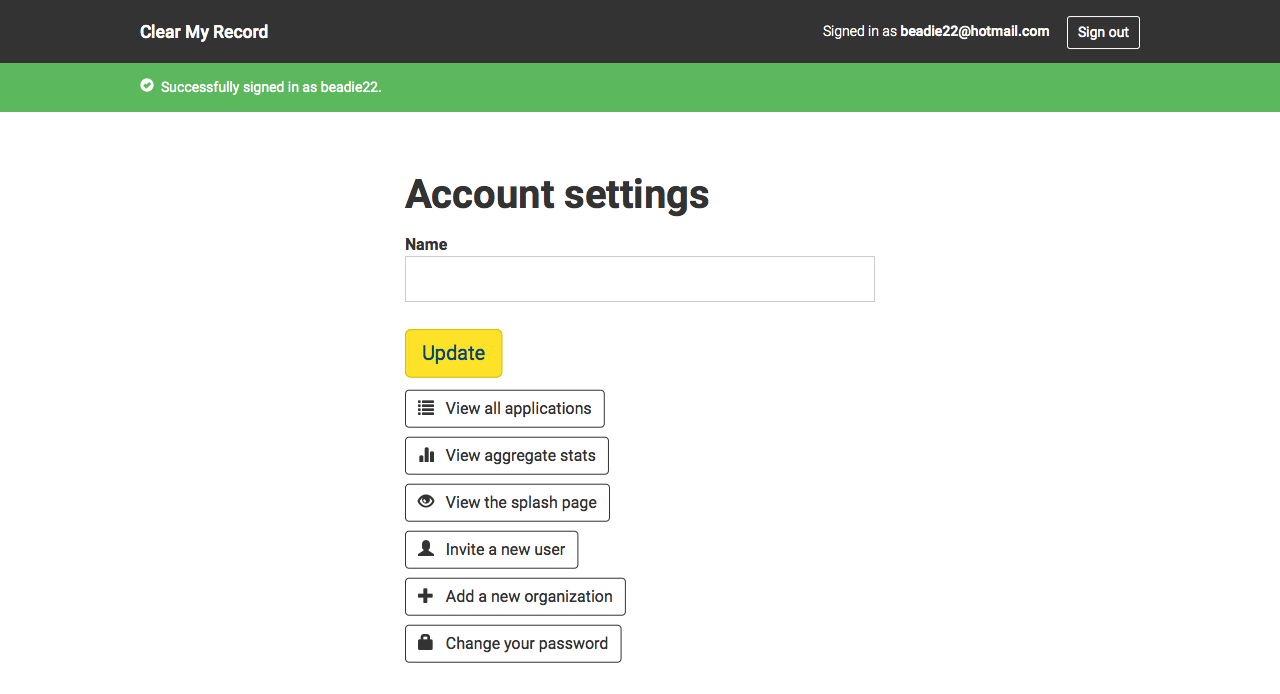 Clear My Record
Signed in as beadie22@hotmail.com
Sign out
Successfully signed in as beadie22.
Account settings
Name
Update
View all applications
View aggregate stats
View the splash page
Invite a new user
Add a new organization
Change your password